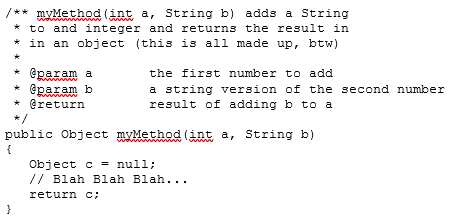 /** myMethod(int a, String b) adds a String
 * to and integer and returns the result in
 * in an object (this is all made up, btw)
 *
 * @param a       the first number to add
 * @param b       a string version of the second number
 * @return        result of adding b to a
 */
public Object myMethod(int a, String b)
{
   Object c = null;
   // Blah Blah Blah...
   return c;
}